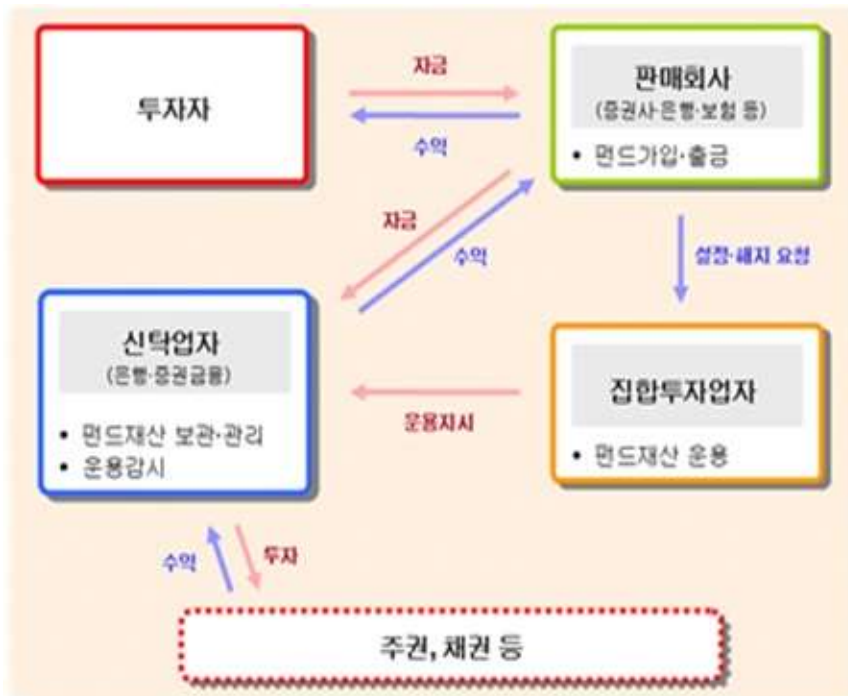 투자자
자금
수익
판매회사
(증권사·은행·보험 등)
• 펀드가입·출금
자금
수익
설정·해지 요청
신탁업자
(은행·증권금융)
• 펀드재산 보관·관리
• 운용감시
운용지시
집합투자업자
• 펀드재산 운용
수익
투자
주권, 채권 등